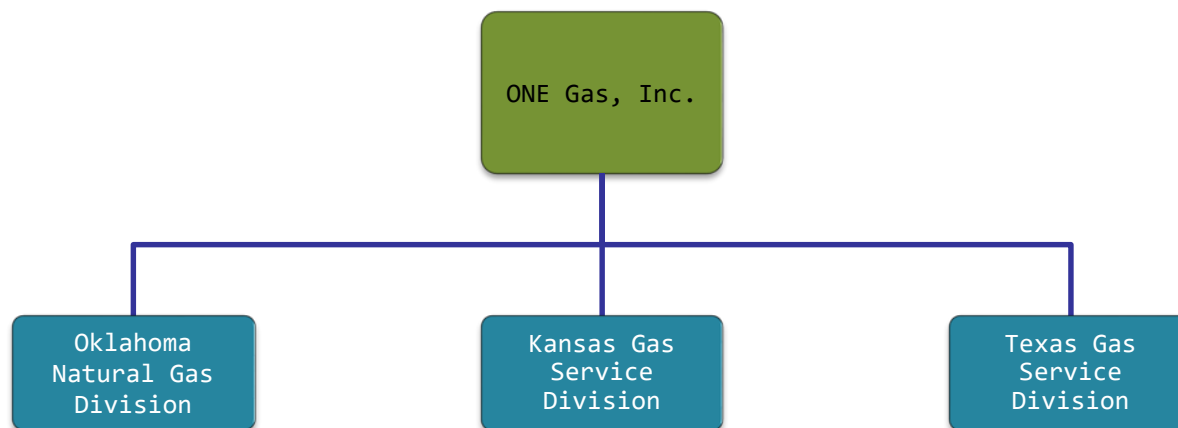 ONE Gas, Inc.
Oklahoma
Natural Gas
Division
Kansas Gas
Service
Division
Texas Gas
Service
Division